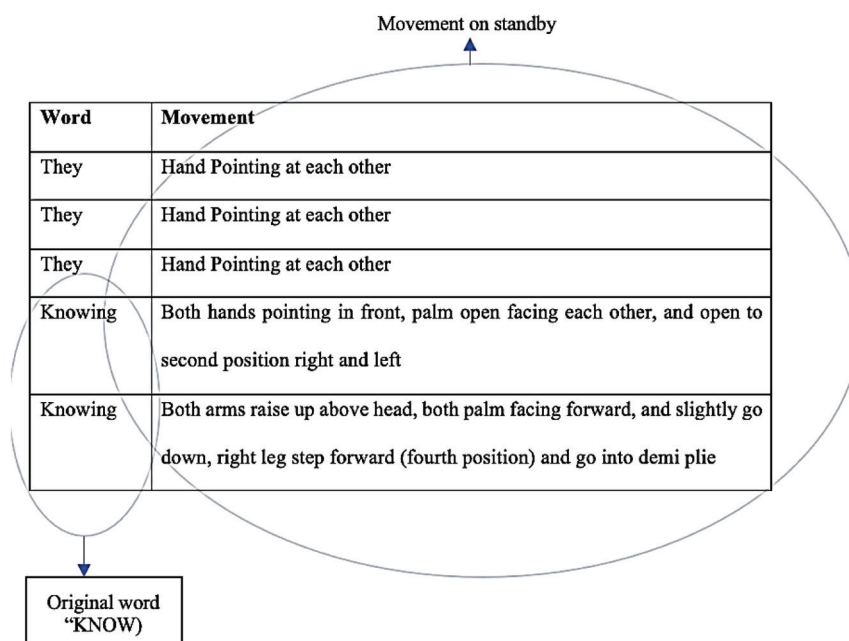 Movement on standby
Word Movement
They Hand Pointing at each other
They Hand Pointing at each other
They Hand Pointing at each other
Knowing Both hands pointing in front, palm open facing each other, and open to
second position right and left
Knowing Both arms raise up above head, both palm facing forward, and slightly go
down, right leg step forward (fourth position) and go into demi plie
Original word
“KNOW)